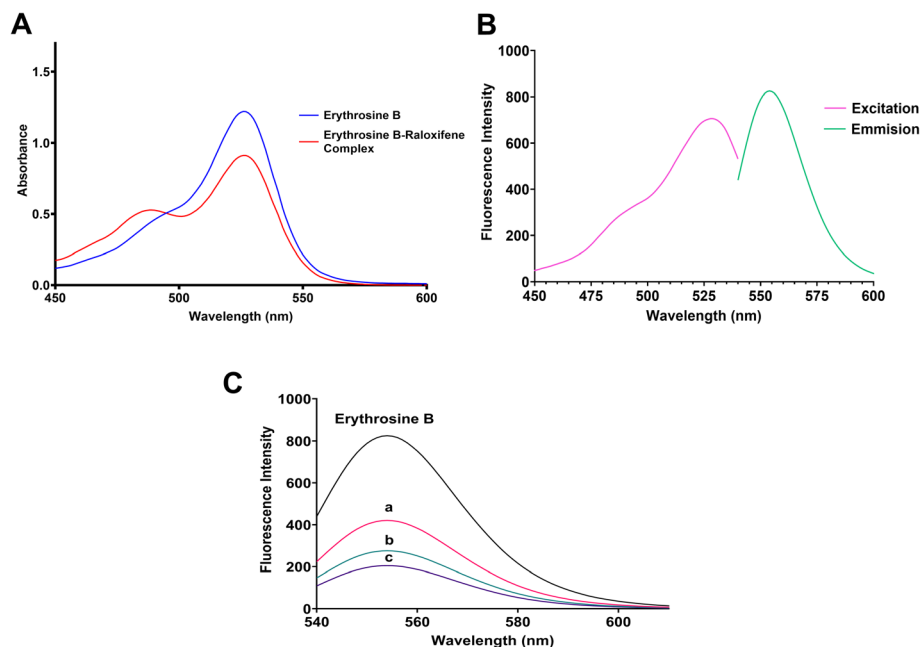 A
1.5
1.0
0.5
0.0
Absorbance
450
500
550
600
Wavelength (nm)
Erythrosine B
Erythrosine B-Raloxifene
Complex
B
1000
800
600
400
200
0
Fluorescence Intensity
450
475
500
525
550
575
600
Wavelength (nm)
Excitation
Emmision
C
1000
800
600
400
200
0
Fluorescence Intensity
Erythrosine B
a
b
c
540
560
580
600
Wavelength (nm)